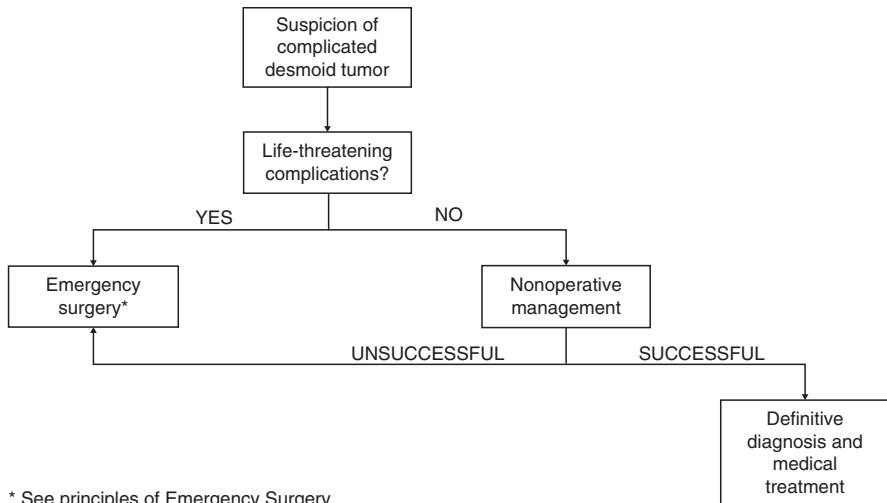 Suspicion of
complicated
desmoid tumor
Life-threatening
complications?
YES
NO
Emergency
surgery*
Nonoperative
management
UNSUCCESSFUL
SUCCESSFUL
Definitive
diagnosis and
medical
treatment
* See principles of Emergency Surgery